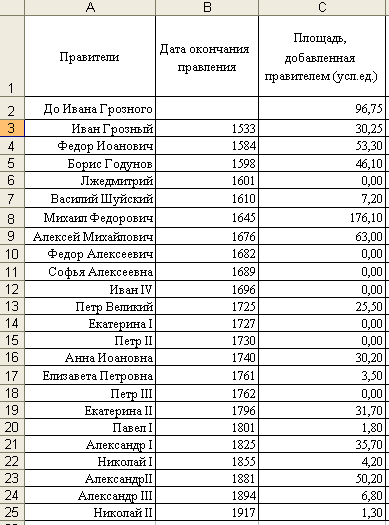 A B C
1 Правители Дата окончания правления Площадь, добавленная правителем (усл.ед.)
2 До Ивана Грозного 96,75
3 Иван Грозный 1533 30,25
4 Федор Иоанович 1584 53,30
5 Борис Годунов 1598 46,10
6 Лжедмитрий 1601 0,00
7 Василий Шуйский 1610 7,20
8 Михаил Федорович 1645 176,10
9 Алексей Михайлович 1676 63,00
10 Федор Алексеевич 1682 0,00
11 Софья Алексеевна 1689 0,00
12 Иван IV 1696 0,00
13 Петр Великий 1725 25,50
14 Екатерина I 1727 0,00
15 Петр II 1730 0,00
16 Анна Иоановна 1740 30,20
17 Елизавета Петровна 1761 3,50
18 Петр III 1762 0,00
19 Екатерина II 1796 31,70
20 Павел I 1801 1,80
21 Александр I 1825 35,70
22 Николай I 1855 4,20
23 АлександрII 1881 50,20
24 Александр III 1894 6,80
25 Николай II 1917 1,30